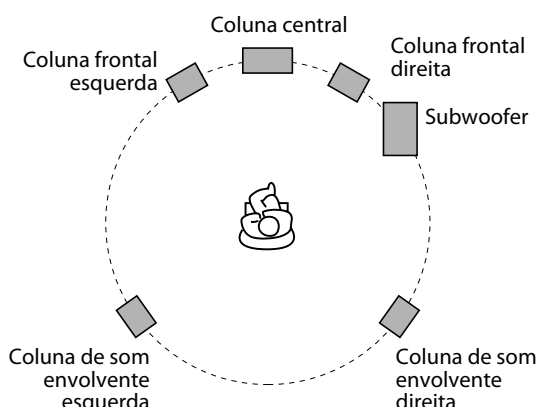 Coluna central
Coluna frontal
esquerda
Coluna frontal
direita
Subwoofer
Coluna de som
envolvente
esquerda
Coluna de som
envolvente
direita